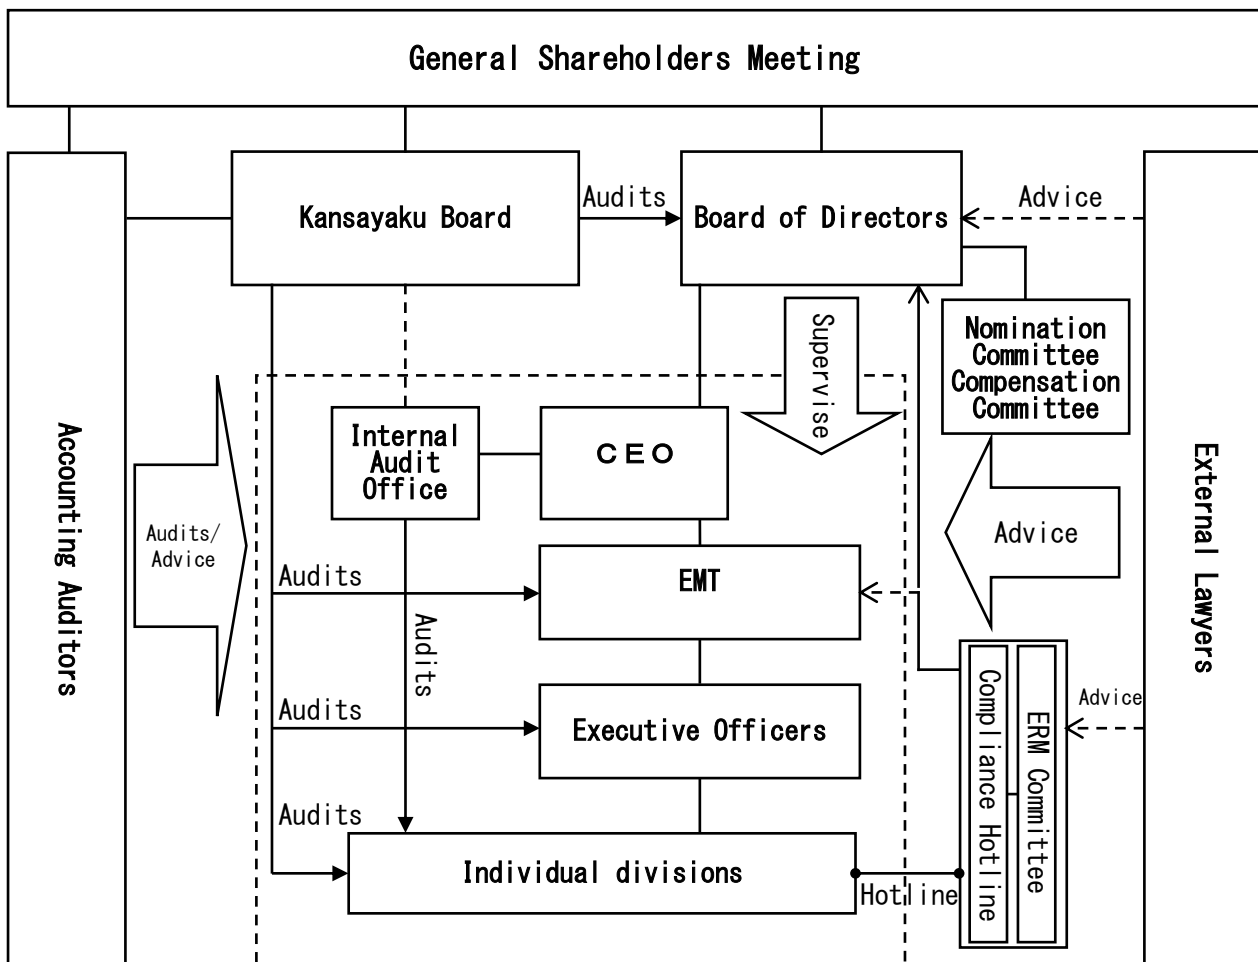 General Shareholders Meeting
Kansayaku Board
Audits
Board of Directors
Advice
Nomination
Committee
Compensation
Committee
Supervise
Accounting Auditors
Audits/
Advice
Internal
Audit
Office
CEO
Advice
External Lawyers
Audits
EMT
Audits
Audits
Executive Officers
Advice
Compliance Hotline
ERM Committee
Audits
Individual divisions
Hotline